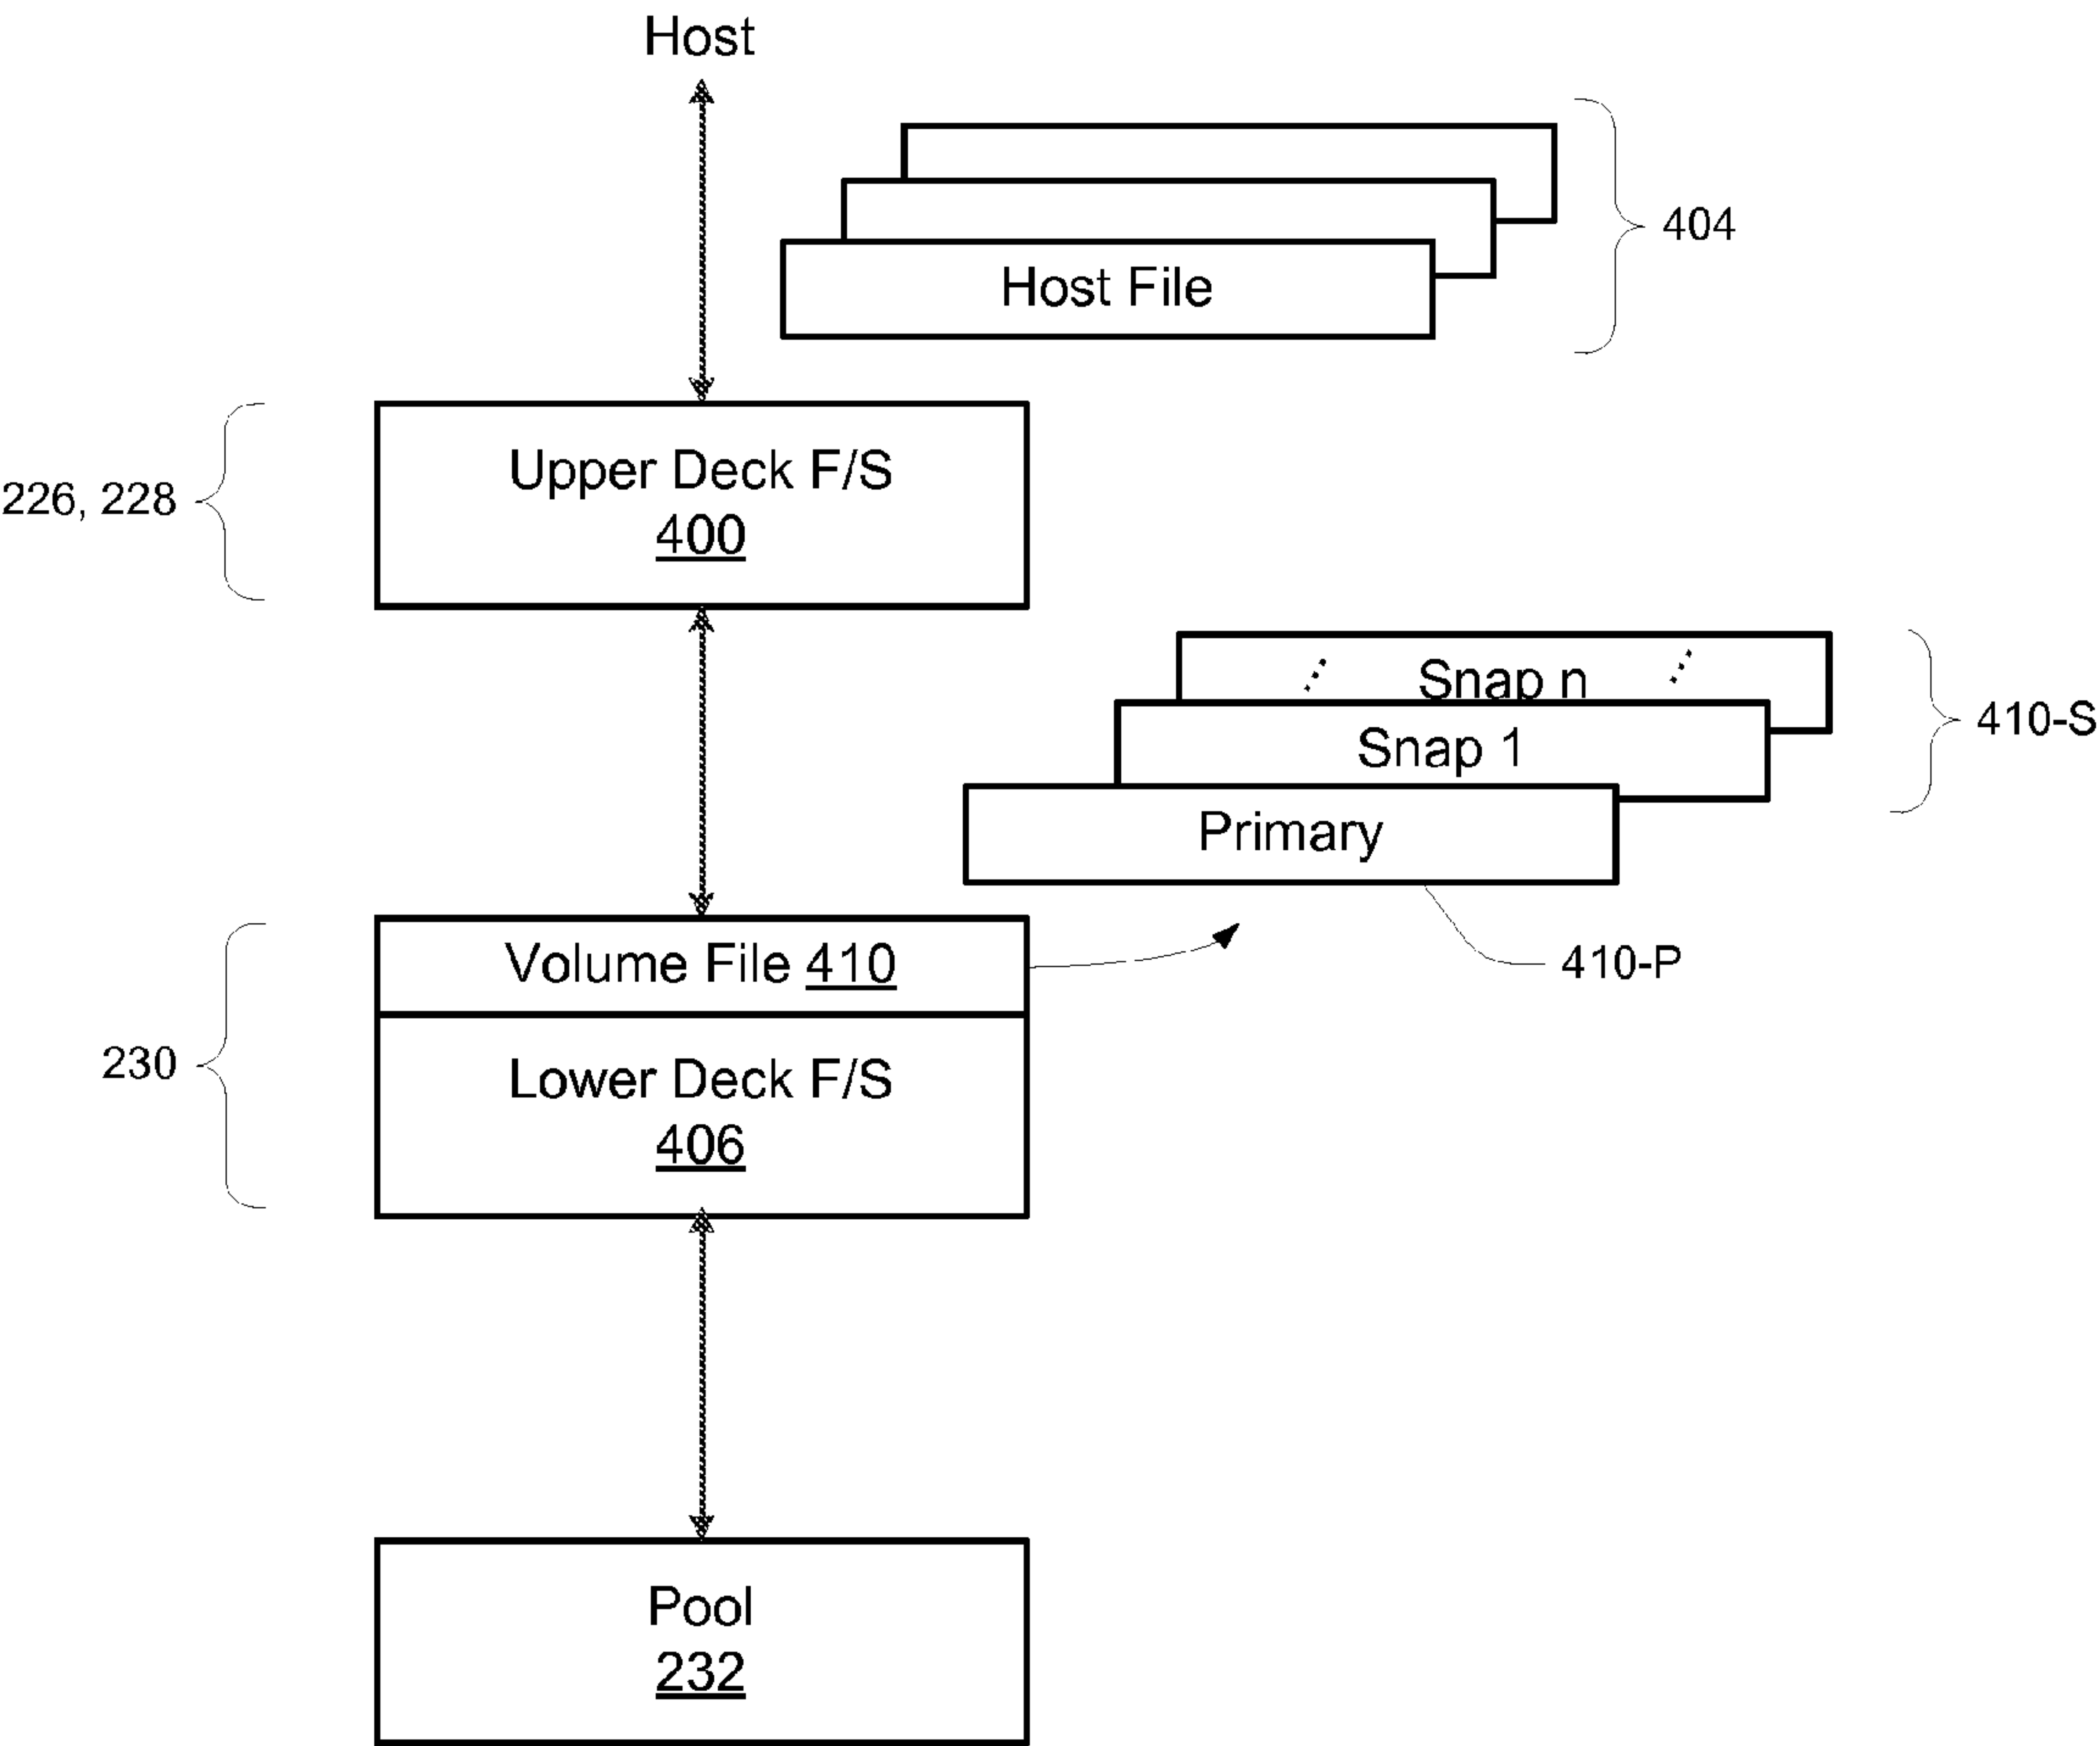 Host
404
Host File
226, 228
Upper Deck F/S
400
Snap n
410-S
Snap 1
Primary
Volume File 410
410-P
230
Lower Deck F/S
406
Pool
232